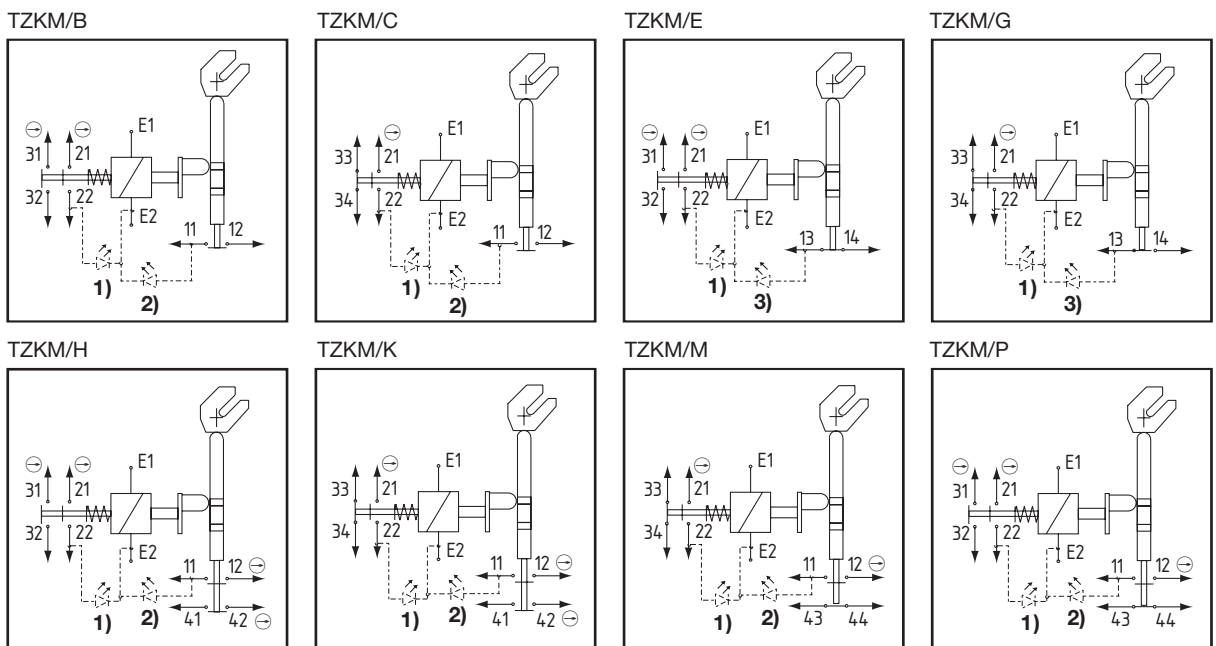 TZKM/B
E1
31 21
32 22
E2
11 12
1)
2)
TZKM/C
E1
33 21
34 22
E2
11 12
1)
2)
TZKM/E
E1
31 21
32 22
E2
13 14
1)
3)
TZKM/G
E1
33 21
34 22
E2
13 14
1)
3)
TZKM/H
E1
31 21
32 22
E2
11 12
41 42
1)
2)
TZKM/K
E1
33 21
34 22
E2
11 12
41 42
1)
2)
TZKM/M
E1
33 21
34 22
E2
11 12
43 44
1)
2)
TZKM/P
E1
31 21
32 22
E2
11 12
43 44
1)
2)